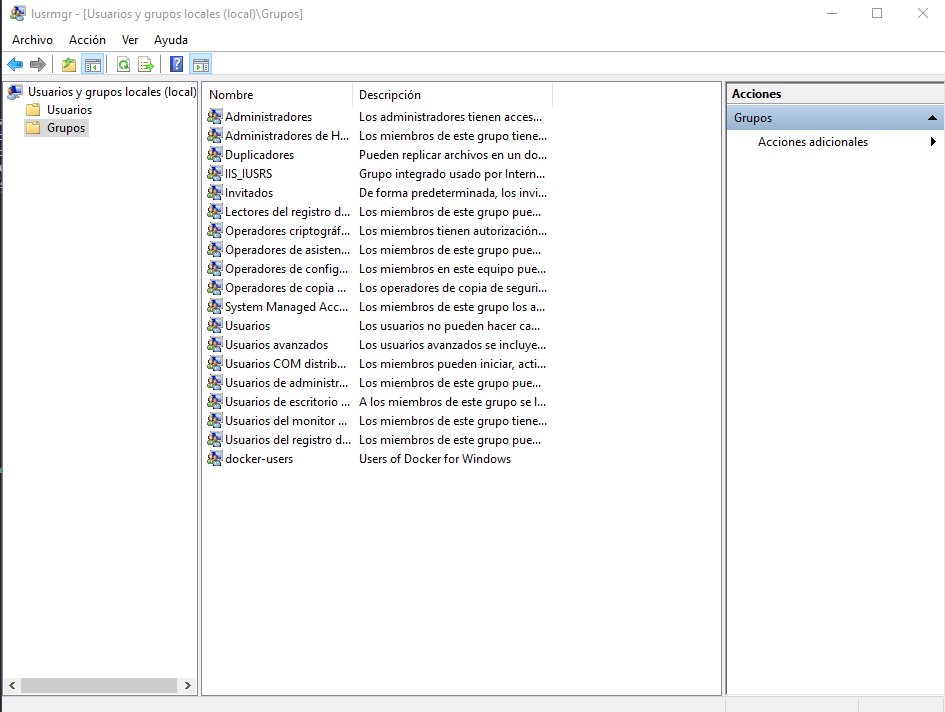 lusrmgr - [Usuarios y grupos locales (local)\Grupos]
Archivo Acción Ver Ayuda
Usuarios y grupos locales (local)
Usuarios
Grupos
Nombre Descripción
Administradores Los administradores tienen acces...
Administradores de H... Los miembros de este grupo tiene...
Duplicadores Pueden replicar archivos en un do...
IIS_IUSRS Grupo integrado usado por Intern...
Invitados De forma predeterminada, los invi...
Lectores del registro d... Los miembros de este grupo pue...
Operadores criptográf... Los miembros tienen autorización...
Operadores de asisten... Los miembros de este grupo pue...
Operadores de config... Los miembros en este equipo pue...
Operadores de copia ... Los operadores de copia de seguri...
System Managed Acc... Los miembros de este grupo los a...
Usuarios Los usuarios no pueden hacer ca...
Usuarios avanzados Los usuarios avanzados se incluye...
Usuarios COM distrib... Los miembros pueden iniciar, acti...
Usuarios de administr... Los miembros de este grupo pue...
Usuarios de escritorio ... A los miembros de este grupo se l...
Usuarios del monitor ... Los miembros de este grupo tiene...
Usuarios del registro d... Los miembros de este grupo pue...
docker-users Users of Docker for Windows
Acciones
Grupos
Acciones adicionales